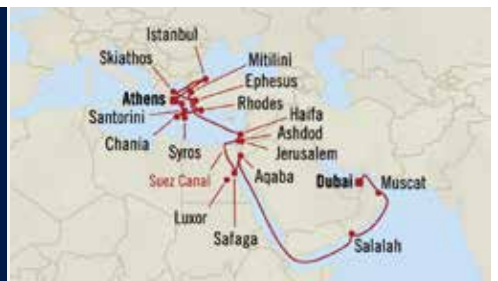 Istanbul
Skiathos
Mitilini
Athens
Ephesus
Santorini
Rhodes
Chania
Haifa
Syros
Ashdod
Jerusalem
Suez Canal
Aqaba
Dubai
Muscat
Luxor
Safaga
Salalah